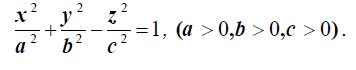 x²/a² + y²/b² − z²/c² = 1, (a > 0, b > 0, c > 0).